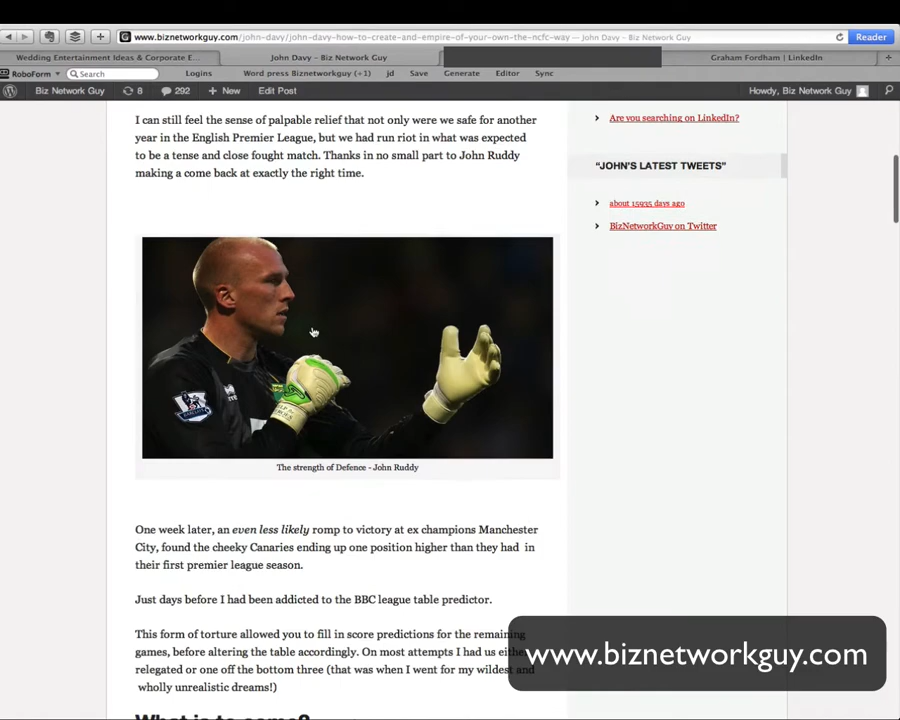 www.biznetworkguy.com/john-davy/john-davy-how-to-create-and-empire-of-your-own-the-ncfc-way — John Davy – Biz Network Guy
Reader
Wedding Entertainment Ideas & Corporate E...
John Davy – Biz Network Guy
Graham Fordham | LinkedIn
RoboForm
Search
Logins
Word press Biznetworkguy (+1)
jd
Save
Generate
Editor
Sync
Biz Network Guy
8
292
New
Edit Post
Howdy, Biz Network Guy
I can still feel the sense of palpable relief that not only were we safe for another
year in the English Premier League, but we had run riot in what was expected
to be a tense and close fought match. Thanks in no small part to John Ruddy
making a come back at exactly the right time.
Are you searching on LinkedIn?
“JOHN'S LATEST TWEETS”
about 15935 days ago
BizNetworkGuy on Twitter
The strength of Defence - John Ruddy
One week later, an even less likely romp to victory at ex champions Manchester
City, found the cheeky Canaries ending up one position higher than they had in
their first premier league season.
Just days before I had been addicted to the BBC league table predictor.
This form of torture allowed you to fill in score predictions for the remaining
games, before altering the table accordingly. On most attempts I had us either
relegated or one off the bottom three (that was when I went for my wildest and
wholly unrealistic dreams!)
What is to come?
www.biznetworkguy.com